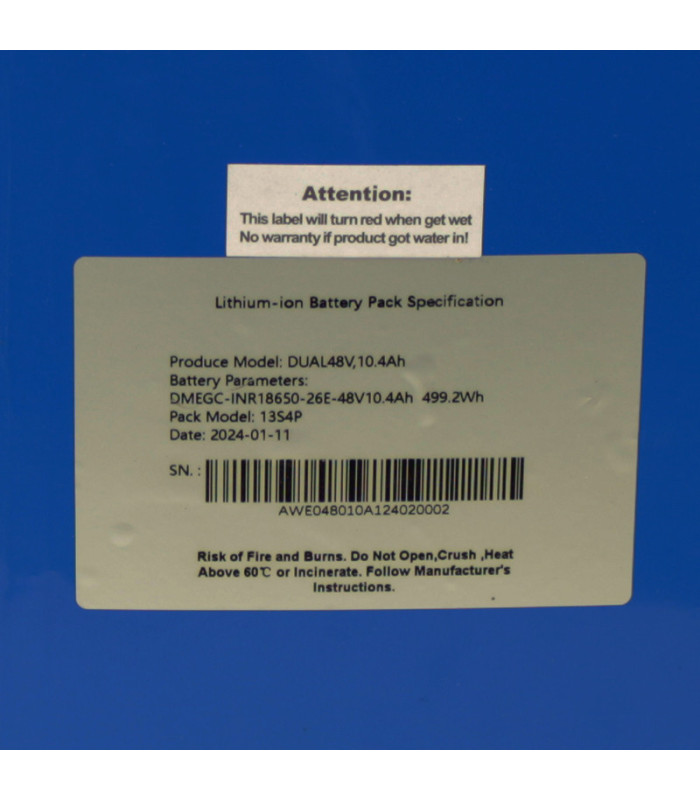 Attention:
This label will turn red when get wet
No warranty if product got water in!
Lithium-ion Battery Pack Specification
Produce Model: DUAL48V,10.4Ah
Battery Parameters:
DMEGC-INR18650-26E-48V10.4Ah 499.2Wh
Pack Model: 13S4P
Date: 2024-01-11
SN. :
AWE048010A124020002
Risk of Fire and Burns. Do Not Open,Crush ,Heat
Above 60℃ or Incinerate. Follow Manufacturer's
Instructions.